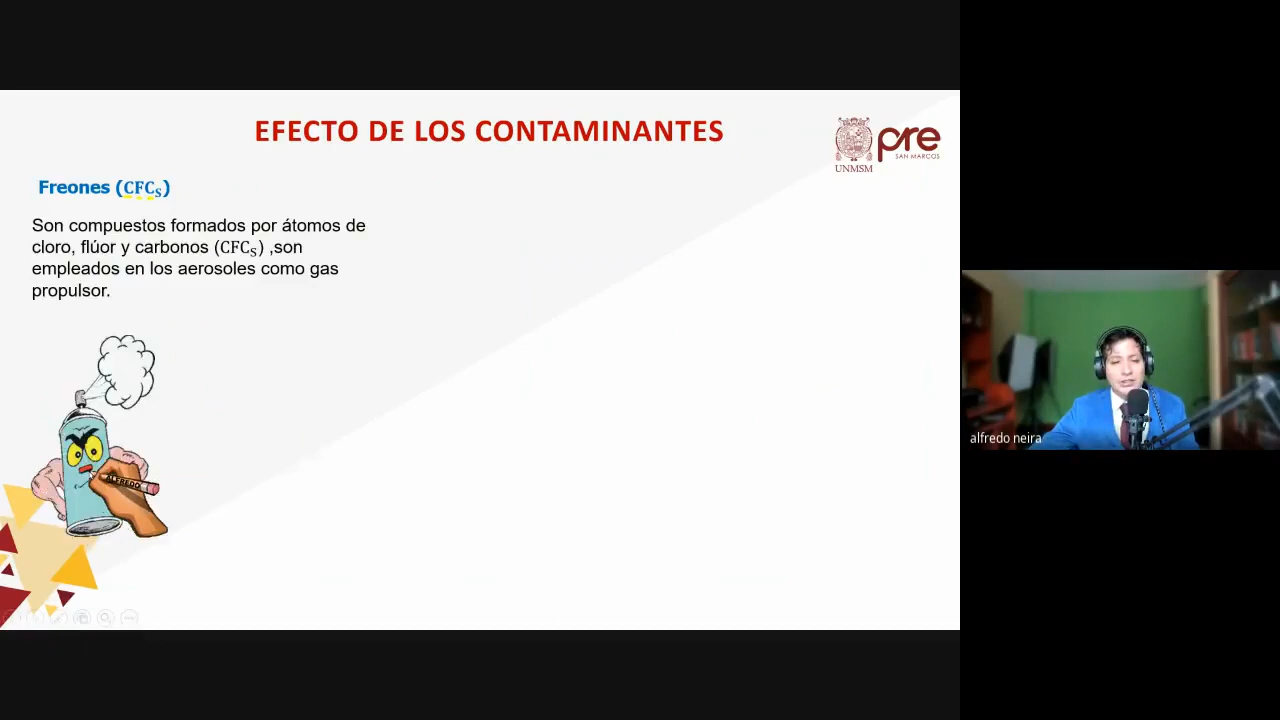 EFECTO DE LOS CONTAMINANTES
pre
SAN MARCOS
UNMSM
Freones (CFCs)
Son compuestos formados por átomos de
cloro, flúor y carbonos (CFCs) ,son
empleados en los aerosoles como gas
propulsor.
ALFREDO
alfredo neira